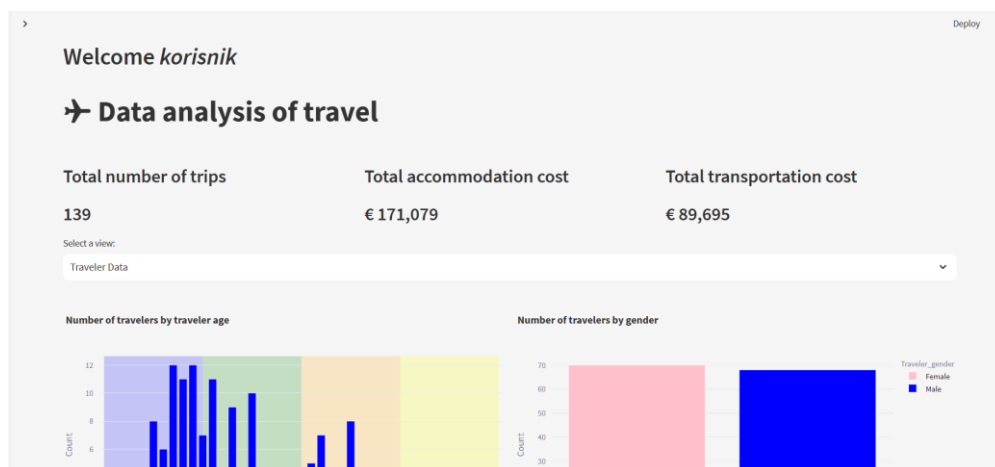 Deploy
Welcome korisnik
Data analysis of travel
Total number of trips
139
Total accommodation cost
€ 171,079
Total transportation cost
€ 89,695
Select a view:
Traveler Data
Number of travelers by traveler age
12
10
8
6
Count
Number of travelers by gender
70
60
50
40
30
Count
Traveler_gender
Female
Male